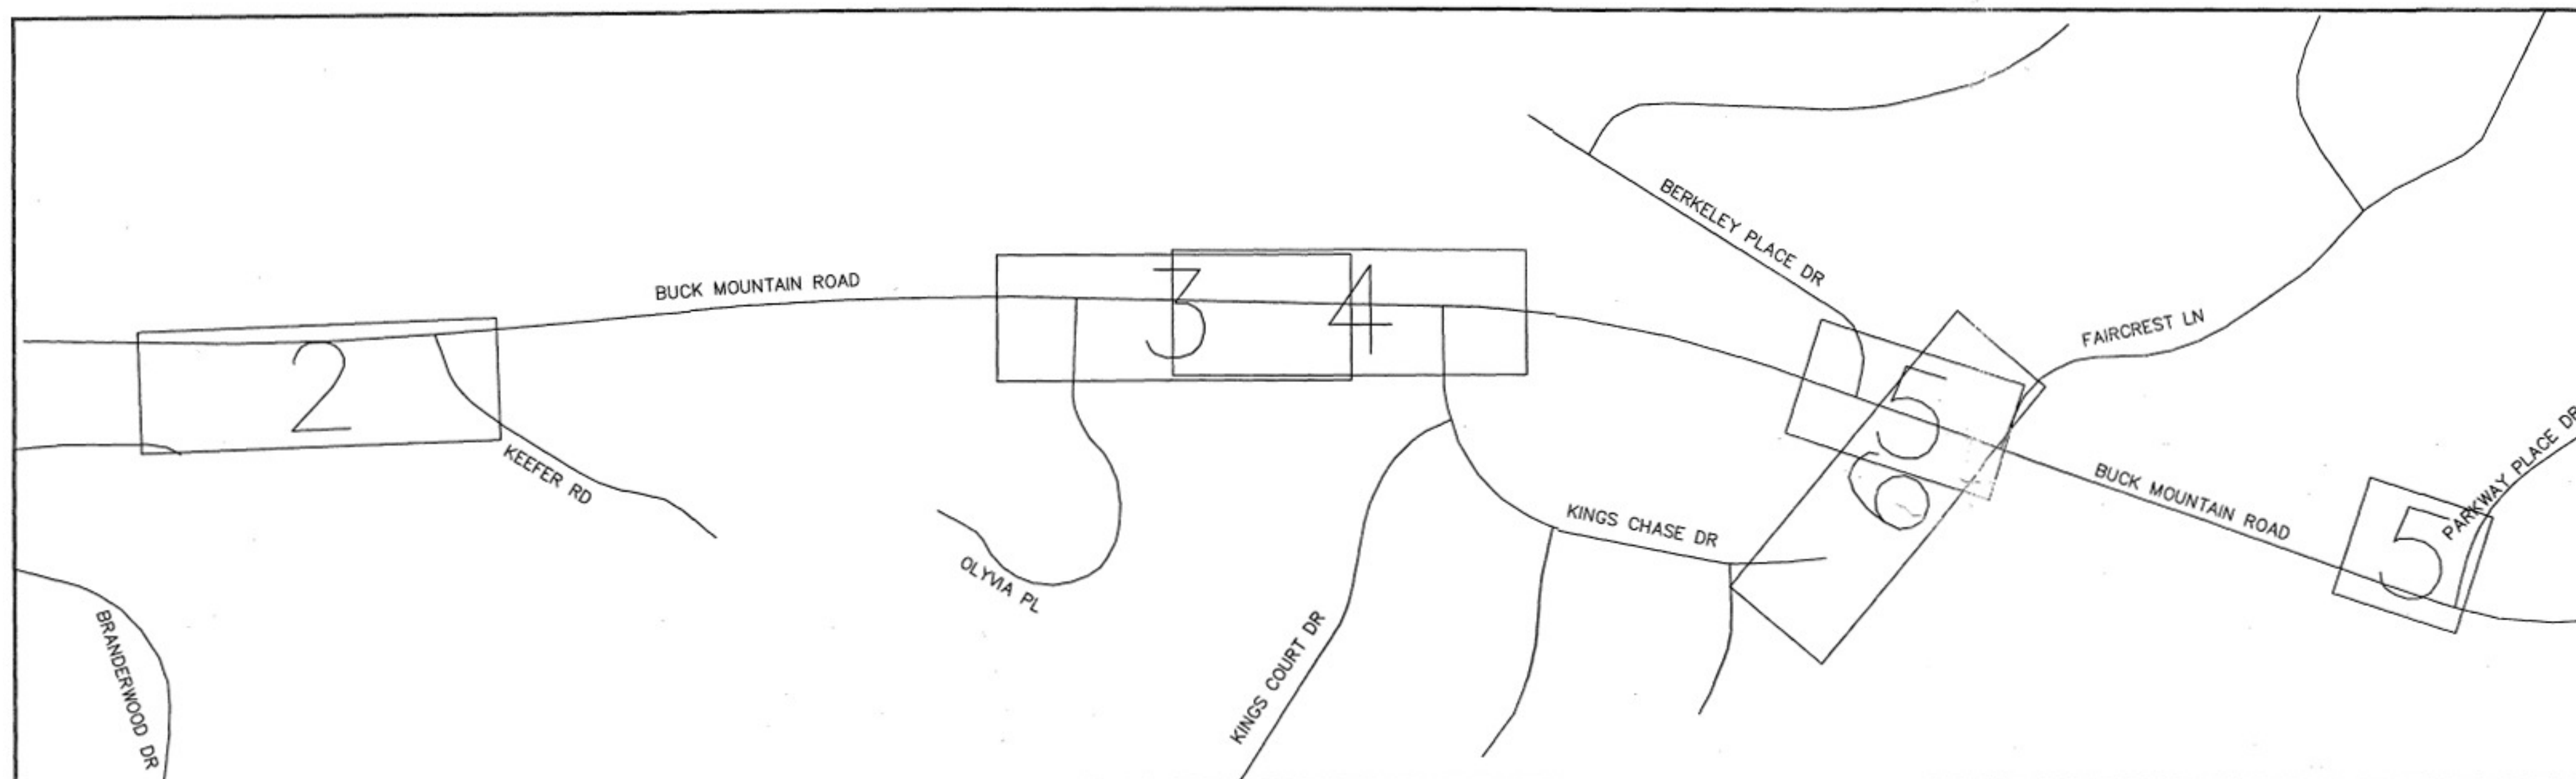 BERKELEY PLACE DR
BUCK MOUNTAIN ROAD
3
4
FAIRCREST LN
2
5
KEEFER RD
6
BUCK MOUNTAIN ROAD
PARKWAY PLACE DR
KINGS CHASE DR
5
OLYVIA PL
KINGS COURT DR
BRANDERWOOD DR